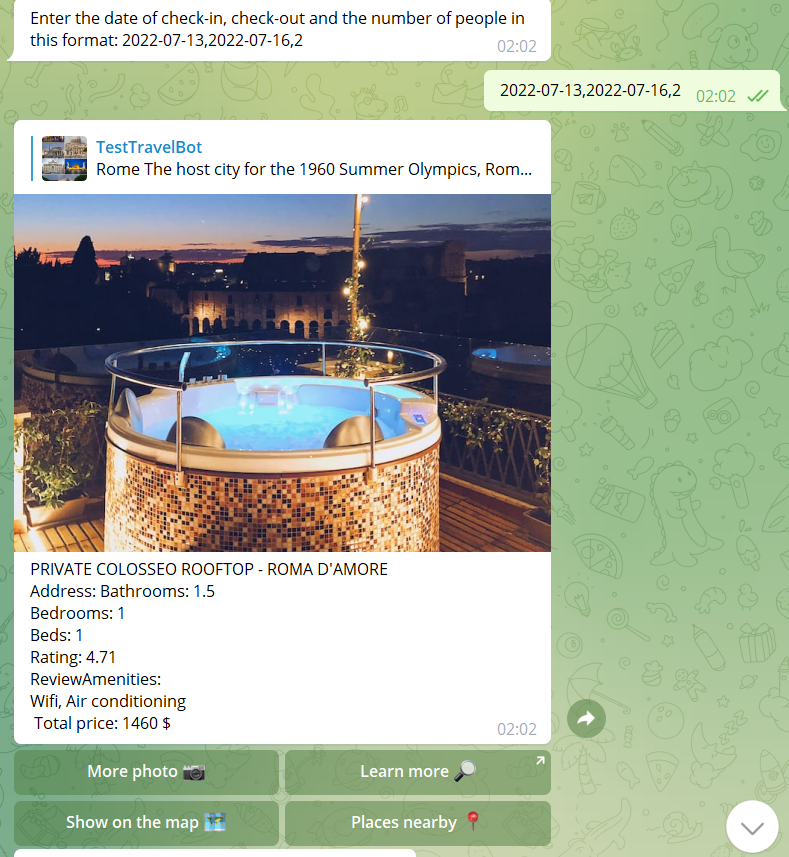 Enter the date of check-in, check-out and the number of people in
this format: 2022-07-13,2022-07-16,2
02:02
2022-07-13,2022-07-16,2
02:02
TestTravelBot
Rome The host city for the 1960 Summer Olympics, Rom...
PRIVATE COLOSSEO ROOFTOP - ROMA D'AMORE
Address: Bathrooms: 1.5
Bedrooms: 1
Beds: 1
Rating: 4.71
ReviewAmenities:
Wifi, Air conditioning
Total price: 1460 $
02:02
More photo 📷
Learn more 🔎
Show on the map 🗺️
Places nearby 📍